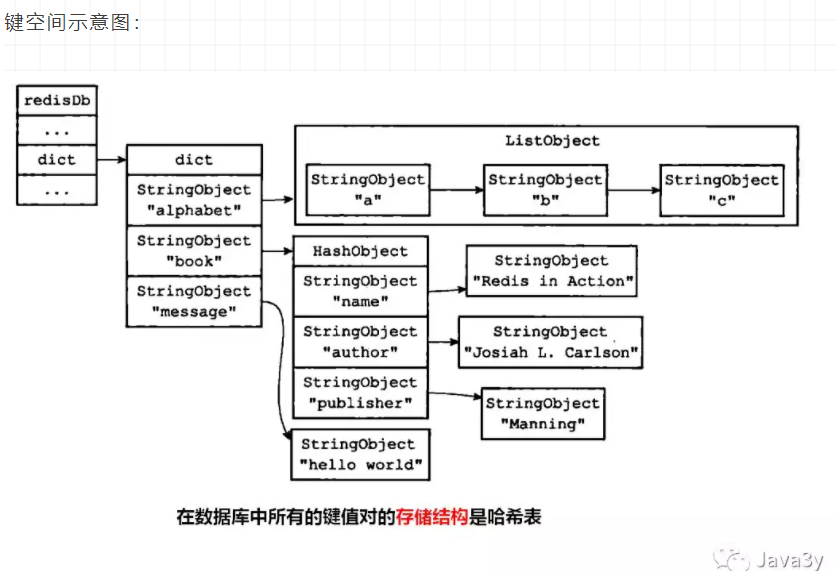 键空间示意图:
redisDb
...
dict
...
dict
StringObject
"alphabet"
StringObject
"book"
StringObject
"message"
ListObject
StringObject
"a"
StringObject
"b"
StringObject
"c"
HashObject
StringObject
"name"
StringObject
"author"
StringObject
"publisher"
StringObject
"Redis in Action"
StringObject
"Josiah L. Carlson"
StringObject
"Manning"
StringObject
"hello world"
在数据库中所有的键值对的存储结构是哈希表
Java3y